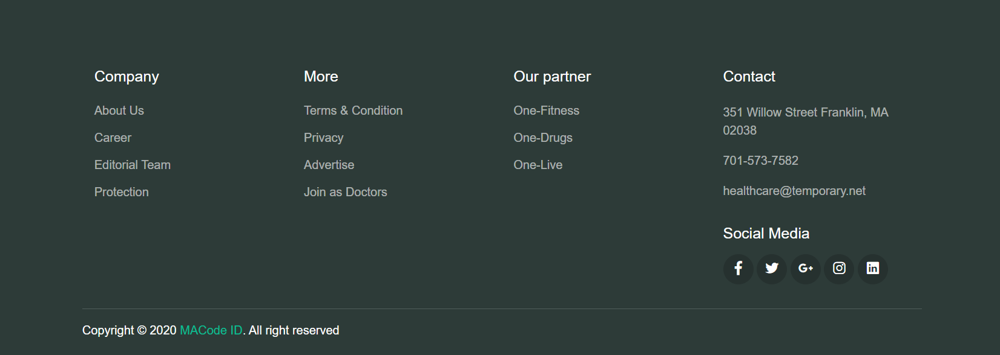 Company
About Us
Career
Editorial Team
Protection
More
Terms & Condition
Privacy
Advertise
Join as Doctors
Our partner
One-Fitness
One-Drugs
One-Live
Contact
351 Willow Street Franklin, MA
02038
701-573-7582
healthcare@temporary.net
Social Media
Copyright © 2020 MACode ID. All right reserved